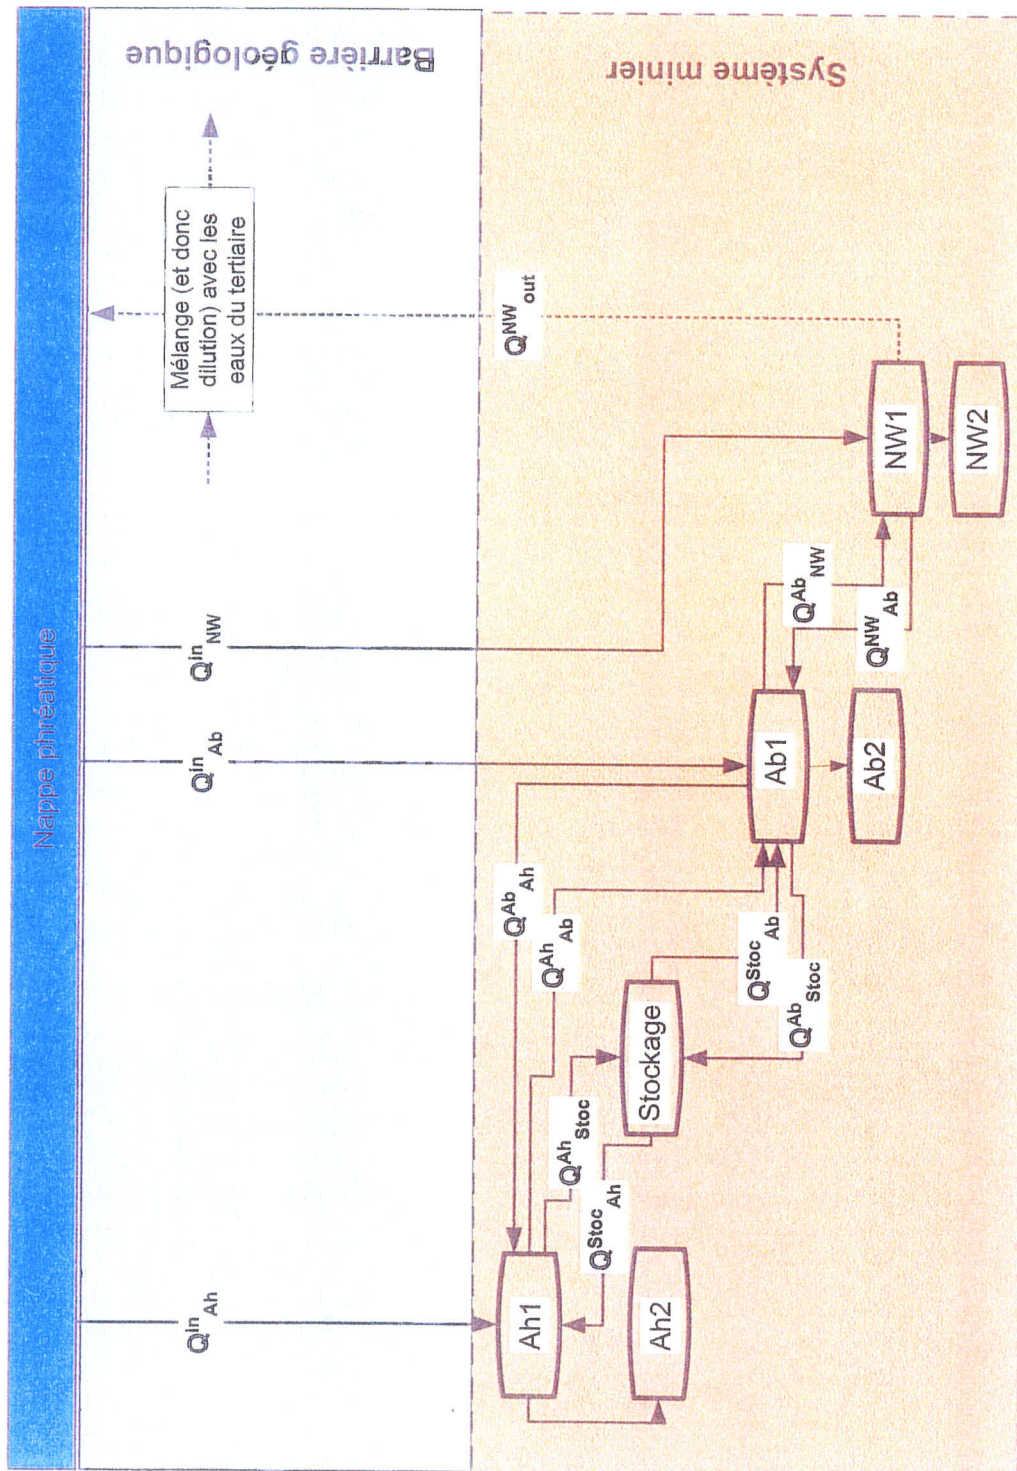 Nappe phréatique
Barrière géologique
Mélange (et donc
dilution) avec les
eaux du tertiaire
Q^in_Ah
Q^in_Ab
Q^in_NW
Système minier
Q^NW_out
Q^Ab_Ah
Q^Ah_Ab
Q^Ah_Stoc
Q^Stoc_Ah
Q^Stoc_Ab
Q^Ab_Stoc
Q^Ab_NW
Q^NW_Ab
Ah1
Ah2
Stockage
Ab1
Ab2
NW1
NW2